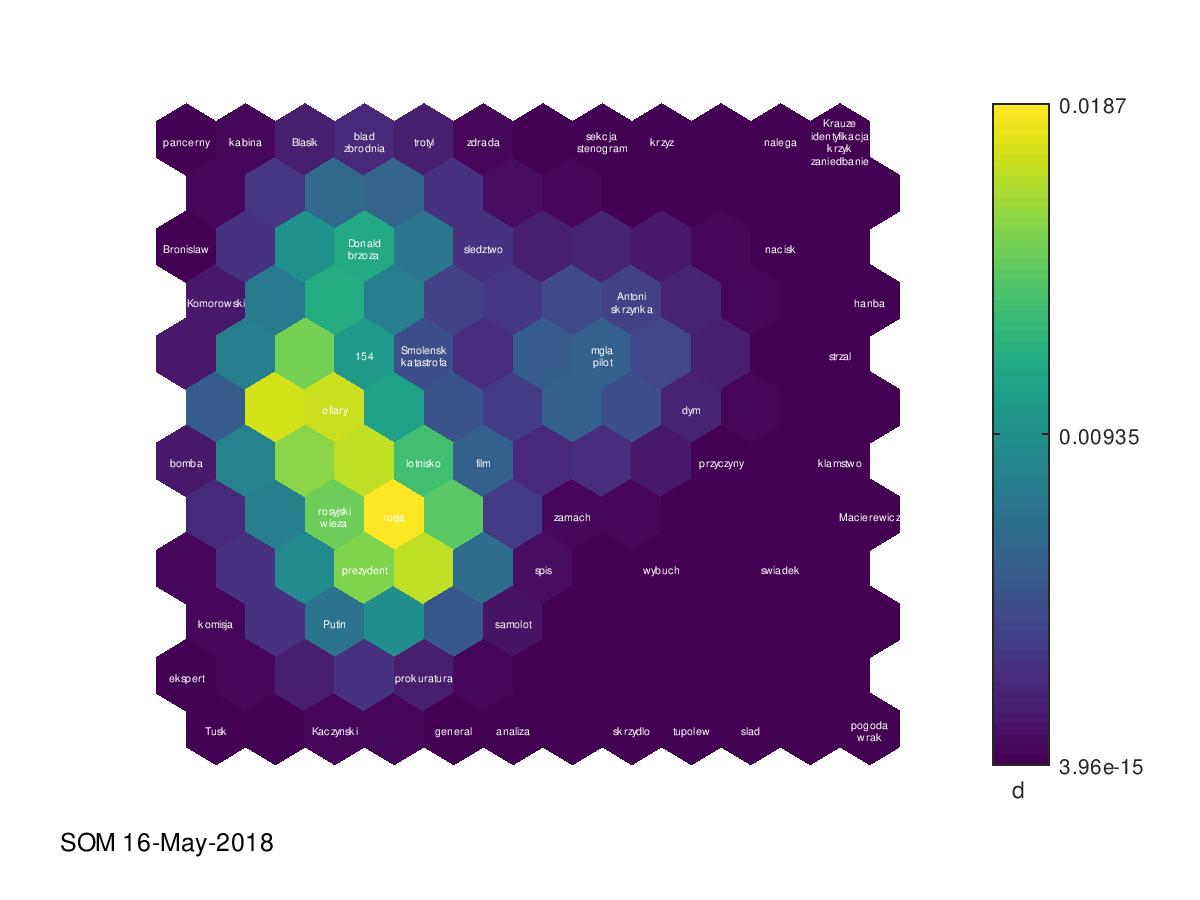 pancerny kabina Blasik blad zbrodnia trotyl zdrada sekcja stenogram krzyz nalega Krauze identyfikacja krzyk zaniedbanie
Bronislaw Donald brzoza sledztwo nacisk
Komorowski Antoni skrzynka hanba
154 Smolensk katastrofa mgla pilot strzal
ofiary dym
bomba lotnisko film przyczyny klamstwo
rosyjski wieza rosja zamach Macierewicz
prezydent spis wybuch swiadek
komisja Putin samolot
ekspert prokuratura
Tusk Kaczynski general analiza skrzydlo tupolew slad pogoda wrak
0.0187
0.00935
3.96e-15
d
SOM 16-May-2018